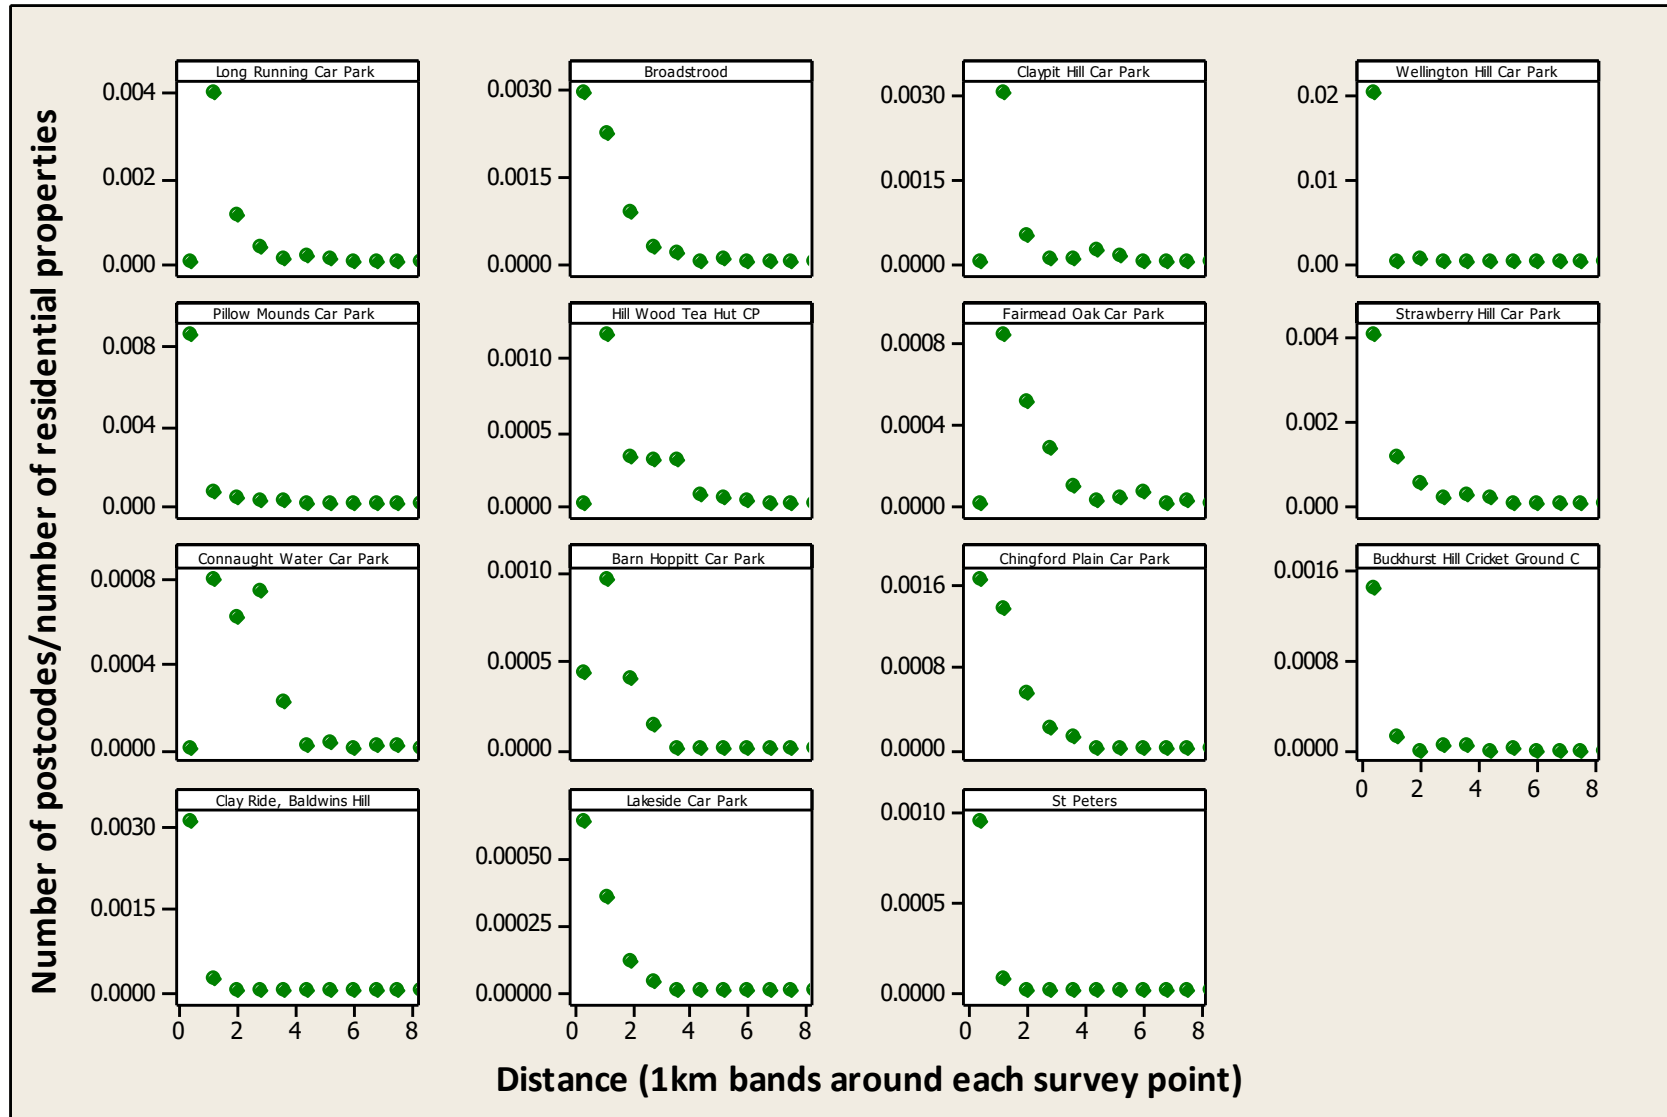 Number of postcodes/number of residential properties
Long Running Car Park
0.004
0.002
0.000
Broadstrood
0.0030
0.0015
0.0000
Claypit Hill Car Park
0.0030
0.0015
0.0000
Wellington Hill Car Park
0.02
0.01
0.00
Pillow Mounds Car Park
0.008
0.004
0.000
Hill Wood Tea Hut CP
0.0010
0.0005
0.0000
Fairmead Oak Car Park
0.0008
0.0004
0.0000
Strawberry Hill Car Park
0.004
0.002
0.000
Connaught Water Car Park
0.0008
0.0004
0.0000
Barn Hoppitt Car Park
0.0010
0.0005
0.0000
Chingford Plain Car Park
0.0016
0.0008
0.0000
Buckhurst Hill Cricket Ground C
0.0016
0.0008
0.0000
0 2 4 6 8
Clay Ride, Baldwins Hill
0.0030
0.0015
0.0000
0 2 4 6 8
Lakeside Car Park
0.00050
0.00025
0.00000
0 2 4 6 8
St Peters
0.0010
0.0005
0.0000
0 2 4 6 8
Distance (1km bands around each survey point)